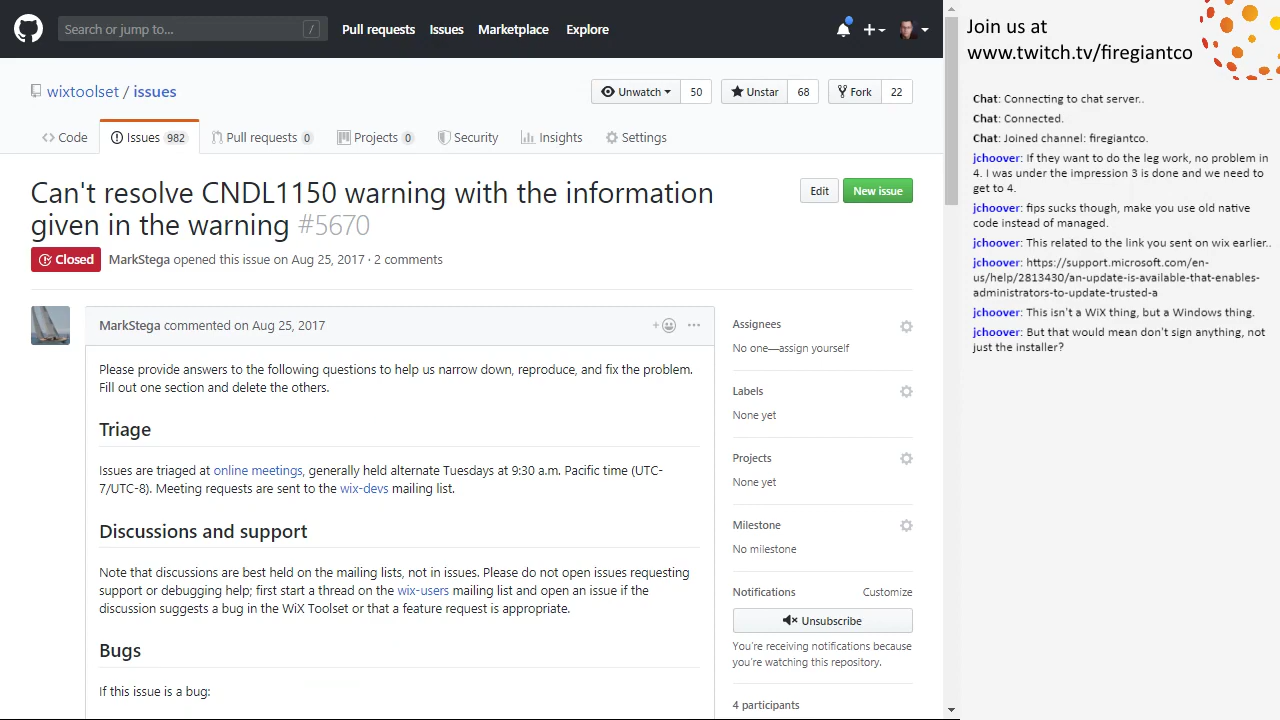 Search or jump to... /
Pull requests Issues Marketplace Explore
wixtoolset / issues
Unwatch 50 Unstar 68 Fork 22
<> Code Issues 982 Pull requests 0 Projects 0 Security Insights Settings
Can't resolve CNDL1150 warning with the information
given in the warning #5670
Edit New issue
Closed MarkStega opened this issue on Aug 25, 2017 · 2 comments
MarkStega commented on Aug 25, 2017
Please provide answers to the following questions to help us narrow down, reproduce, and fix the problem.
Fill out one section and delete the others.
Triage
Issues are triaged at online meetings, generally held alternate Tuesdays at 9:30 a.m. Pacific time (UTC-
7/UTC-8). Meeting requests are sent to the wix-devs mailing list.
Discussions and support
Note that discussions are best held on the mailing lists, not in issues. Please do not open issues requesting
support or debugging help; first start a thread on the wix-users mailing list and open an issue if the
discussion suggests a bug in the WiX Toolset or that a feature request is appropriate.
Bugs
If this issue is a bug:
Assignees
No one—assign yourself
Labels
None yet
Projects
None yet
Milestone
No milestone
Notifications Customize
Unsubscribe
You're receiving notifications because
you're watching this repository.
4 participants
Join us at
www.twitch.tv/firegiantco
Chat: Connecting to chat server..
Chat: Connected.
Chat: Joined channel: firegiantco.
jchoover: If they want to do the leg work, no problem in
4. I was under the impression 3 is done and we need to
get to 4.
jchoover: fips sucks though, make you use old native
code instead of managed.
jchoover: This related to the link you sent on wix earlier..
jchoover: https://support.microsoft.com/en-
us/help/2813430/an-update-is-available-that-enables-
administrators-to-update-trusted-a
jchoover: This isn't a WiX thing, but a Windows thing.
jchoover: But that would mean don't sign anything, not
just the installer?